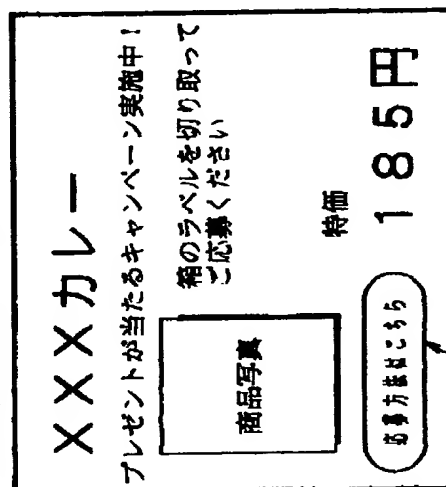 ×××カレー
プレゼントが当たるキャンペーン実施中！
箱のラベルを切り取って
ご応募ください
商品写真
特価
185円
応募方法はこちら